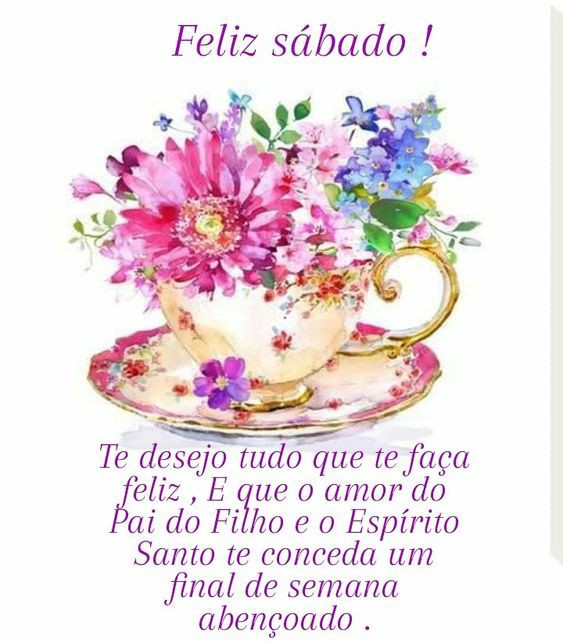 Feliz sábado !
Te desejo tudo que te faça
feliz , E que o amor do
Pai do Filho e o Espírito
Santo te conceda um
final de semana
abençoado .